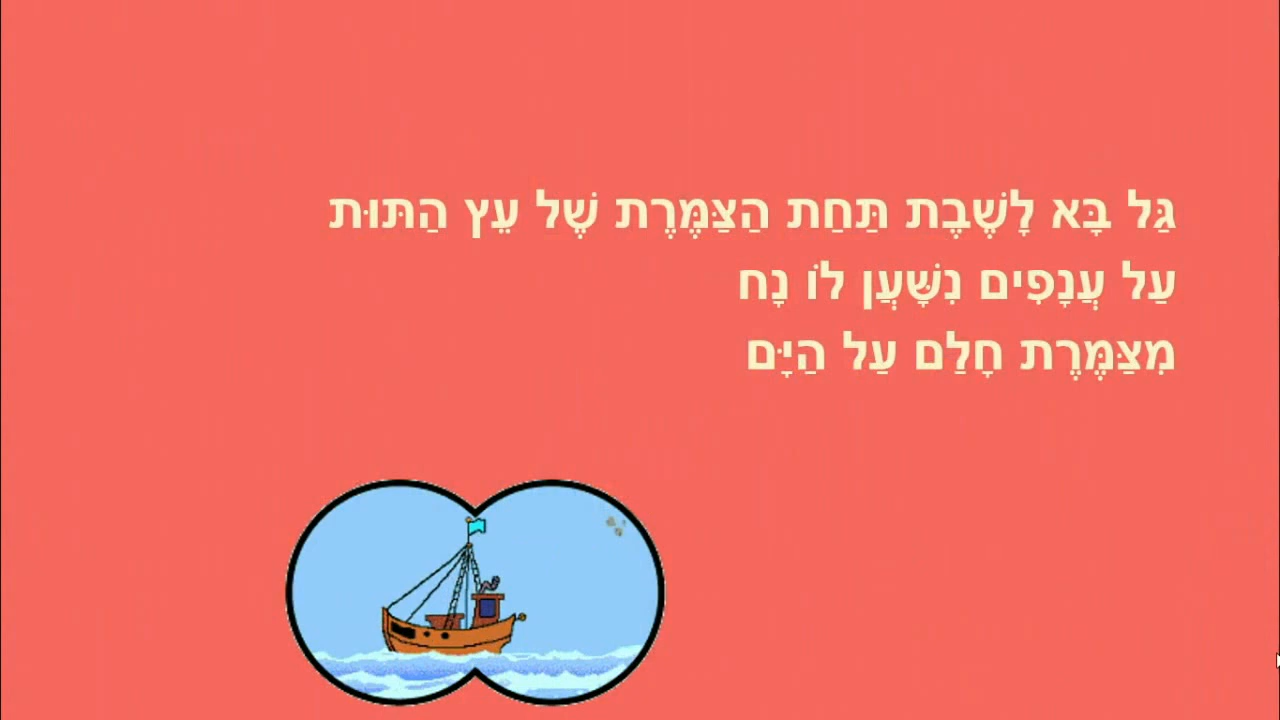 גַּל בָּא לָשֶׁבֶת תַּחַת הַצַּמֶּרֶת שֶׁל עֵץ הַתּוּת
עַל עֲנָפִים נִשָּׁעֲן לוֹ נָח
מִצַּמֶּרֶת חָלַם עַל הַיָּם